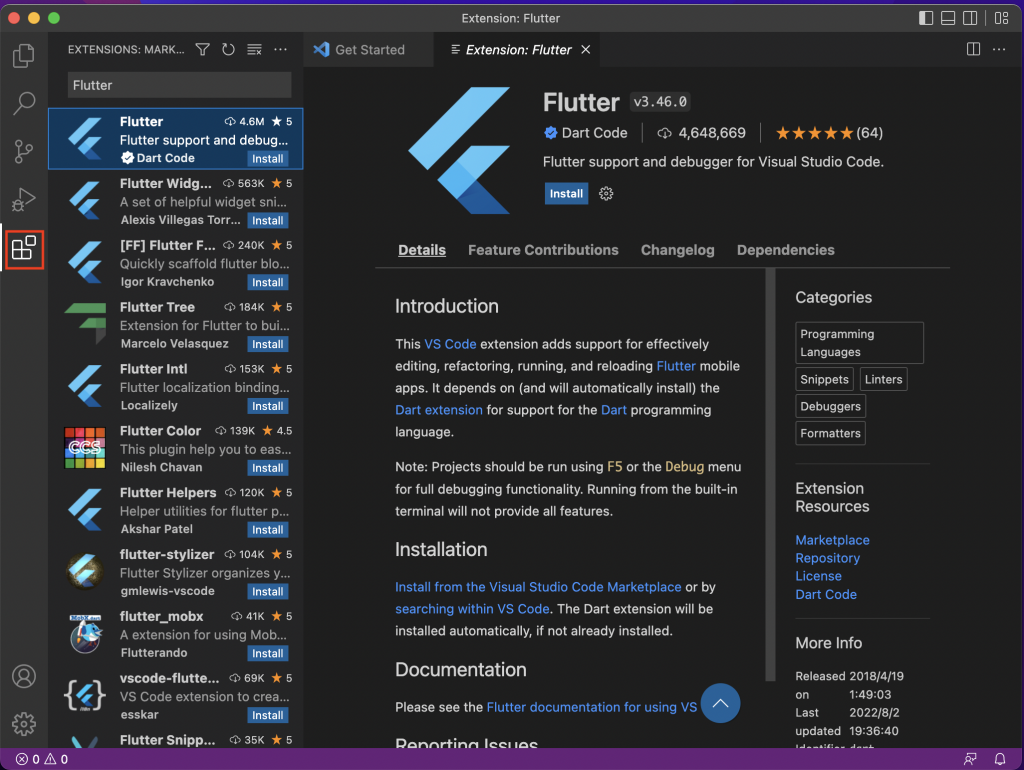 Extension: Flutter
EXTENSIONS: MARK...
Get Started
Extension: Flutter
Flutter
Flutter 4.6M ★ 5
Flutter support and debug...
Dart Code Install
Flutter Widg... 563K ★ 5
A set of helpful widget sni...
Alexis Villegas Torr... Install
[FF] Flutter F... 240K ★ 5
Quickly scaffold flutter blo...
Igor Kravchenko Install
Flutter Tree 184K ★ 5
Extension for Flutter to bui...
Marcelo Velasquez Install
Flutter Intl 153K ★ 5
Flutter localization binding...
Localizely Install
CCS
Flutter Color 139K ★ 4.5
This plugin help you to eas...
Nilesh Chavan Install
Flutter Helpers 120K ★ 5
Helper utilities for flutter p...
Akshar Patel Install
flutter-stylizer 104K ★ 5
Flutter Stylizer organizes y...
gmlewis-vscode Install
flutter_mobx 41K ★ 5
A extension for using Mob...
Flutterando Install
vscode-flutte... 69K ★ 5
VS Code extension to crea...
esskar Install
Flutter Snipp... 35K ★ 5
Flutter v3.46.0
Dart Code 4,648,669 ★★★★★(64)
Flutter support and debugger for Visual Studio Code.
Install
Details Feature Contributions Changelog Dependencies
Introduction
This VS Code extension adds support for effectively
editing, refactoring, running, and reloading Flutter mobile
apps. It depends on (and will automatically install) the
Dart extension for support for the Dart programming
language.
Note: Projects should be run using F5 or the Debug menu
for full debugging functionality. Running from the built-in
terminal will not provide all features.
Installation
Install from the Visual Studio Code Marketplace or by
searching within VS Code. The Dart extension will be
installed automatically, if not already installed.
Documentation
Please see the Flutter documentation for using VS
Reporting Issues
Categories
Programming
Languages
Snippets Linters
Debuggers
Formatters
Extension
Resources
Marketplace
Repository
License
Dart Code
More Info
Released 2018/4/19
on 1:49:03
Last 2022/8/2
updated 19:36:40
Identifier dart-
0 0